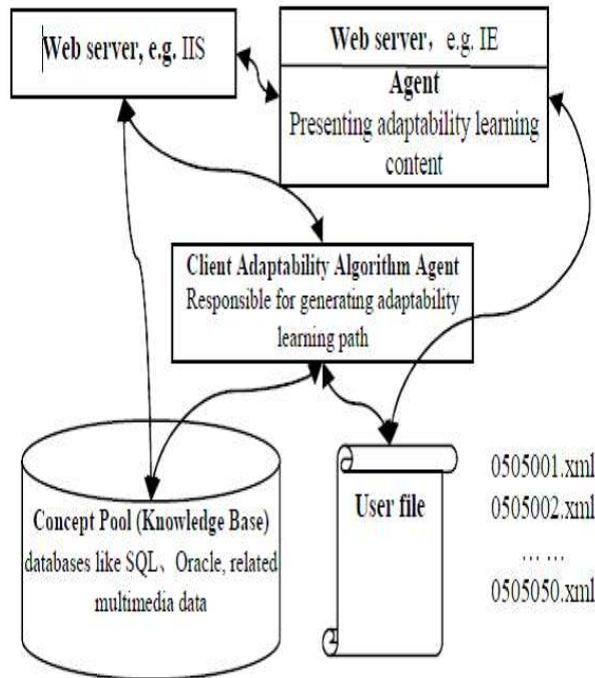 Web server, e.g. IIS
Web server，e.g. IE
Agent
Presenting adaptability learning
content
Client Adaptability Algorithm Agent
Responsible for generating adaptability
learning path
Concept Pool (Knowledge Base)
databases like SQL、Oracle, related
multimedia data
User file
0505001.xml
0505002.xml
... ...
0505050.xml